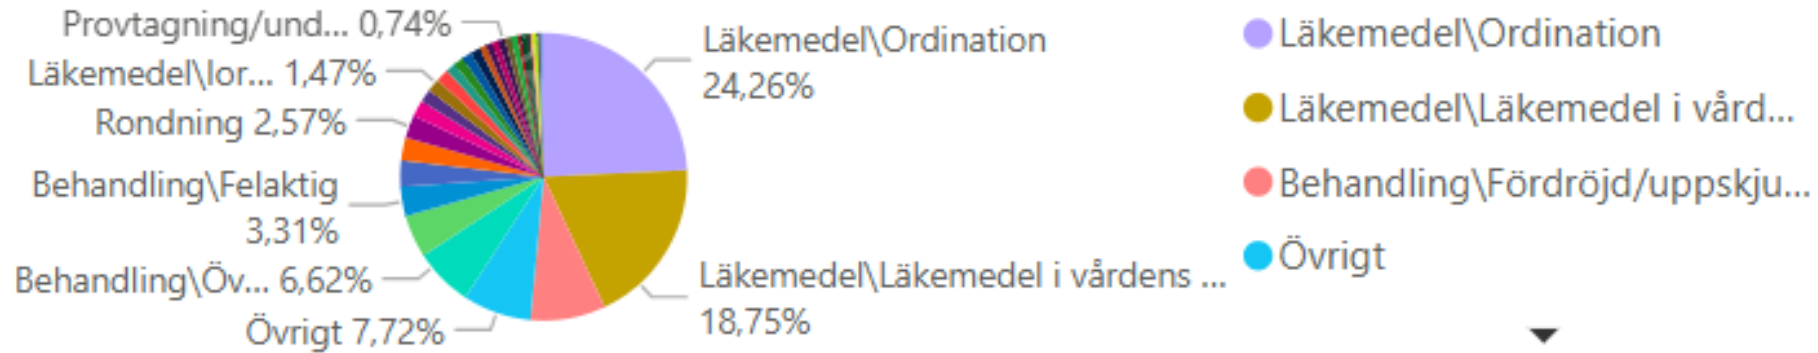 Provtagning/und... 0,74%
Läkemedel\Ior... 1,47%
Rondning 2,57%
Behandling\Felaktig
3,31%
Behandling\Öv... 6,62%
Övrigt 7,72%
Läkemedel\Ordination
24,26%
Läkemedel\Läkemedel i vårdens ...
18,75%
Läkemedel\Ordination
Läkemedel\Läkemedel i vård...
Behandling\Fördröjd/uppskju...
Övrigt